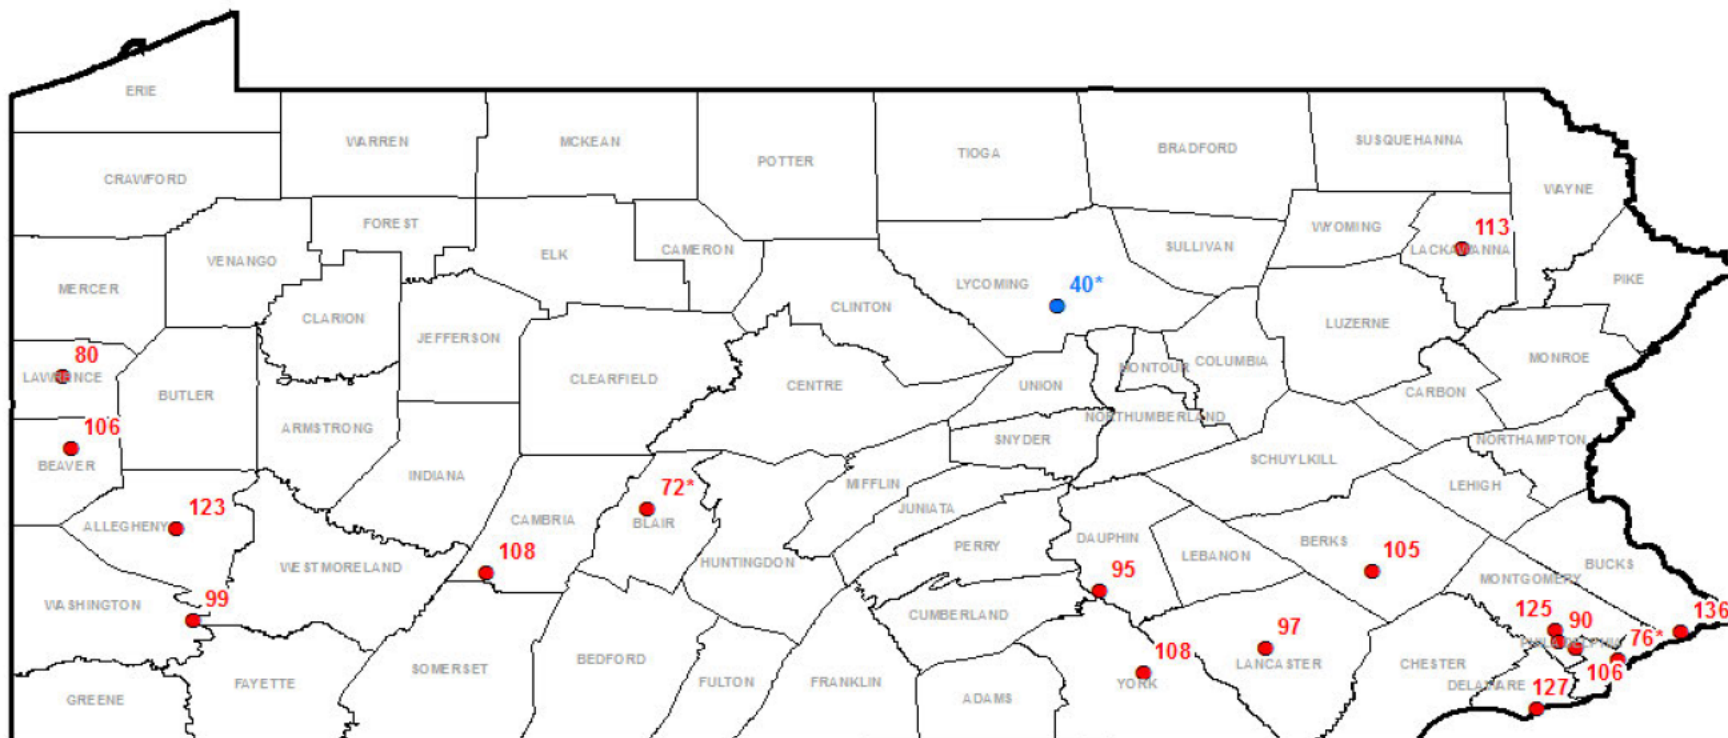 ERIE
WARREN
MCKEAN
POTTER
TIOGA
BRADFORD
SUSQUEHANNA
CRAWFORD
WAYNE
FOREST
WYOMING
113
LACKAWANNA
VENANGO
ELK
CAMERON
SULLIVAN
MERCER
LYCOMING
40*
PIKE
CLARION
CLINTON
LUZERNE
JEFFERSON
80
LAWRENCE
CLEARFIELD
CENTRE
UNION
MONTOUR
COLUMBIA
MONROE
BUTLER
CARBON
106
BEAVER
ARMSTRONG
SNYDER
NORTHUMBERLAND
NORTHAMPTON
INDIANA
SCHUYLKILL
MIFFLIN
LEHIGH
72*
BLAIR
123
ALLEGHENY
CAMBRIA
108
JUNIATA
DAUPHIN
PERRY
LEBANON
BERKS
105
WESTMORELAND
HUNTINGDON
95
MONTGOMERY
BUCKS
WASHINGTON
99
CUMBERLAND
125
90
136
PHILADELPHIA
76*
97
LANCASTER
108
YORK
SOMERSET
BEDFORD
CHESTER
106
GREENE
FAYETTE
FULTON
FRANKLIN
ADAMS
DELAWARE
127